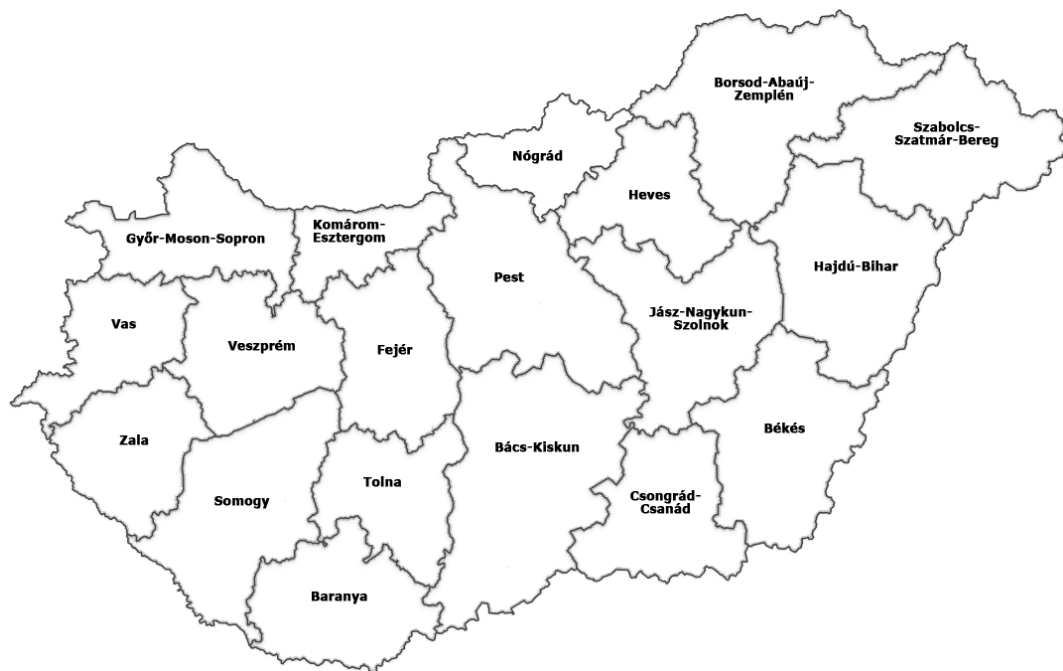 Borsod-Abaúj-
Zemplén
Szabolcs-
Szatmár-Bereg
Nógrád
Heves
Komárom-
Esztergom
Győr-Moson-Sopron
Hajdú-Bihar
Pest
Jász-Nagykun-
Szolnok
Vas
Veszprém
Fejér
Zala
Békés
Bács-Kiskun
Tolna
Somogy
Csongrád-
Csanád
Baranya